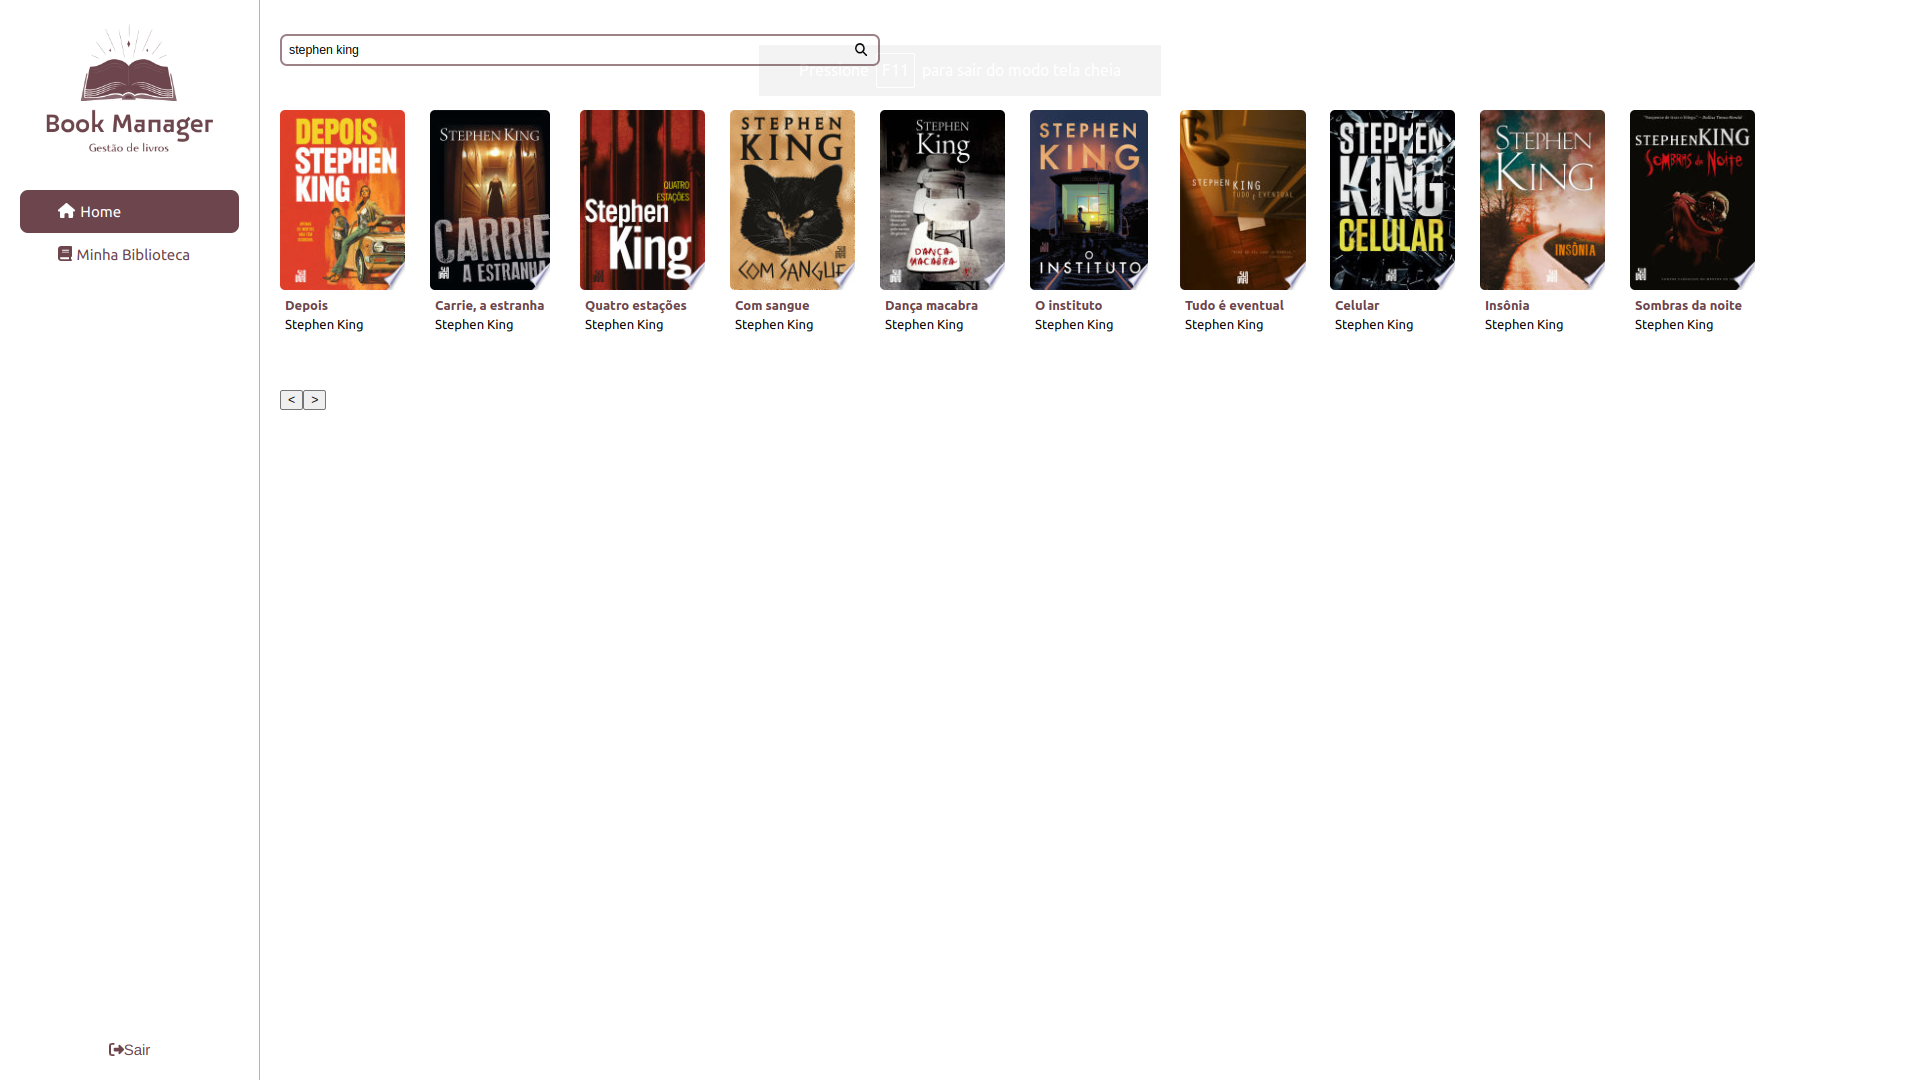 Book Manager
Gestão de livros
Home
Minha Biblioteca
Sair
stephen king
Pressione F11 para sair do modo tela cheia
DEPOIS
STEPHEN
KING
STEPHEN KING
CARRIE
A ESTRANHA
QUATRO
ESTAÇÕES
Stephen
King
STEPHEN
KING
COM SANGUE
STEPHEN
King
DANÇA
MACABRA
STEPHEN
KING
O
INSTITUTO
STEPHEN KING
TUDO É EVENTUAL
STEPHEN
KING
CELULAR
STEPHEN
KING
INSÔNIA
STEPHEN KING
Sombras da Noite
Depois
Stephen King
Carrie, a estranha
Stephen King
Quatro estações
Stephen King
Com sangue
Stephen King
Dança macabra
Stephen King
O instituto
Stephen King
Tudo é eventual
Stephen King
Celular
Stephen King
Insônia
Stephen King
Sombras da noite
Stephen King
< >